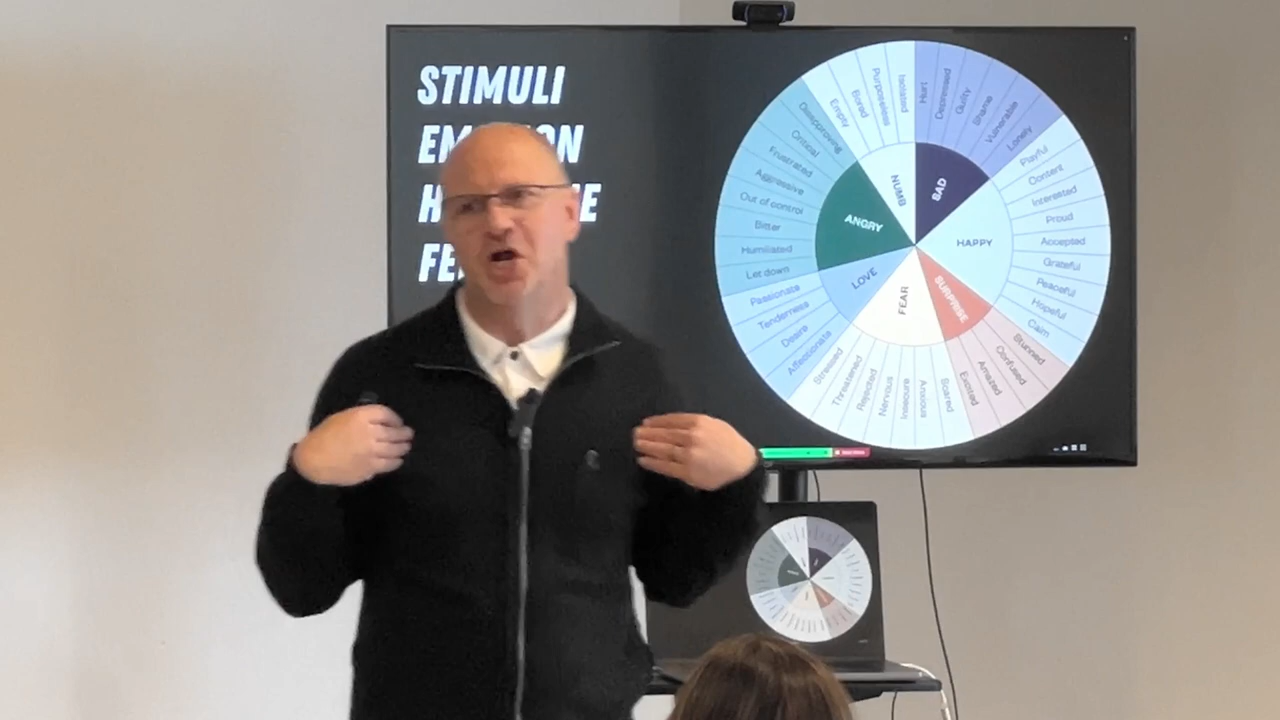 STIMULI
Isolated
Purposeless
Bored
Empty
Hurt
Depressed
Guilty
Shame
Vulnerable
Lonely
Playful
Content
Interested
Proud
Accepted
Grateful
Peaceful
Hopeful
Calm
Stunned
Confused
Amazed
Excited
Scared
Anxious
Insecure
Nervous
Rejected
Threatened
Stressed
Affectionate
Desire
Tenderness
Passionate
Let down
Humiliated
Bitter
Out of control
Aggressive
Frustrated
Critical
Disapproving
NUMB
BAD
HAPPY
SURPRISE
FEAR
LOVE
ANGRY